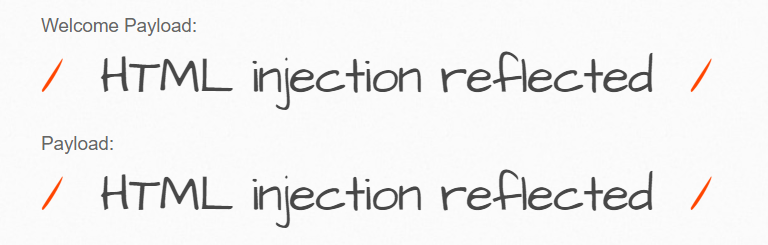 Welcome Payload:
/ HTML injection reflected /
Payload:
/ HTML injection reflected /